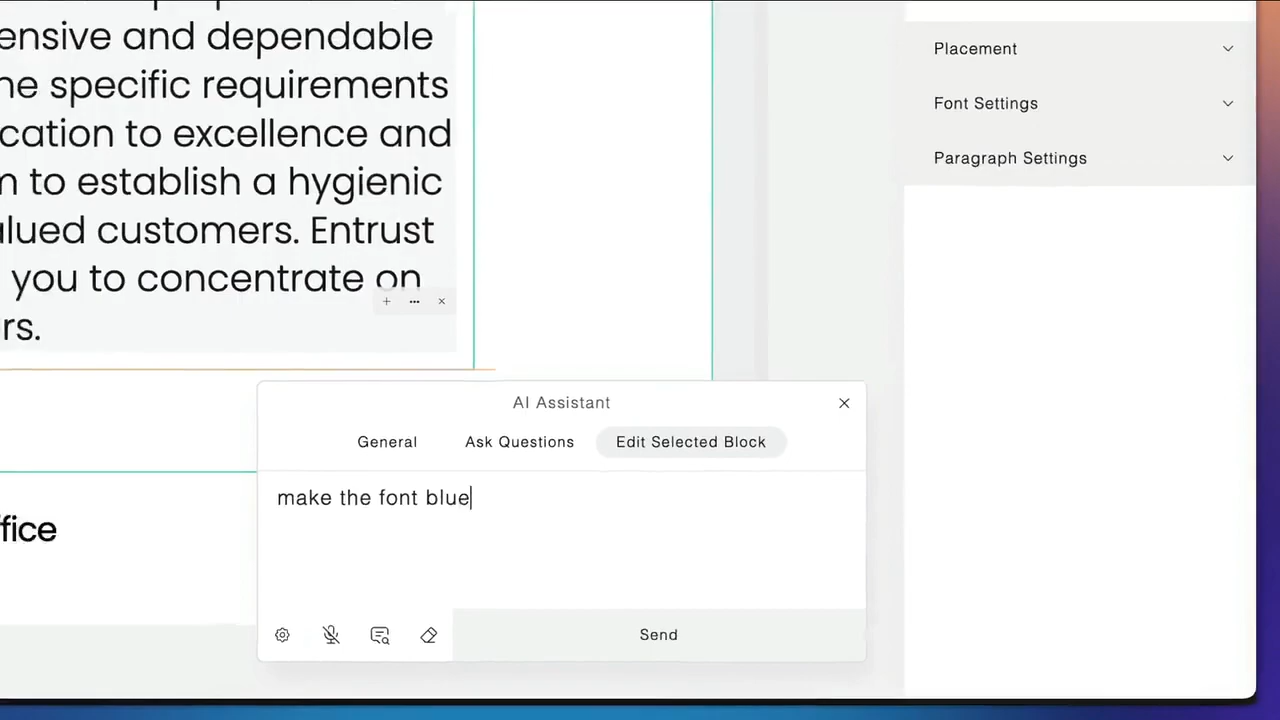 ensive and dependable
he specific requirements
cation to excellence and
m to establish a hygienic
alued customers. Entrust
you to concentrate on
rs.
fice
Placement
Font Settings
Paragraph Settings
AI Assistant
General Ask Questions Edit Selected Block
make the font blue
Send